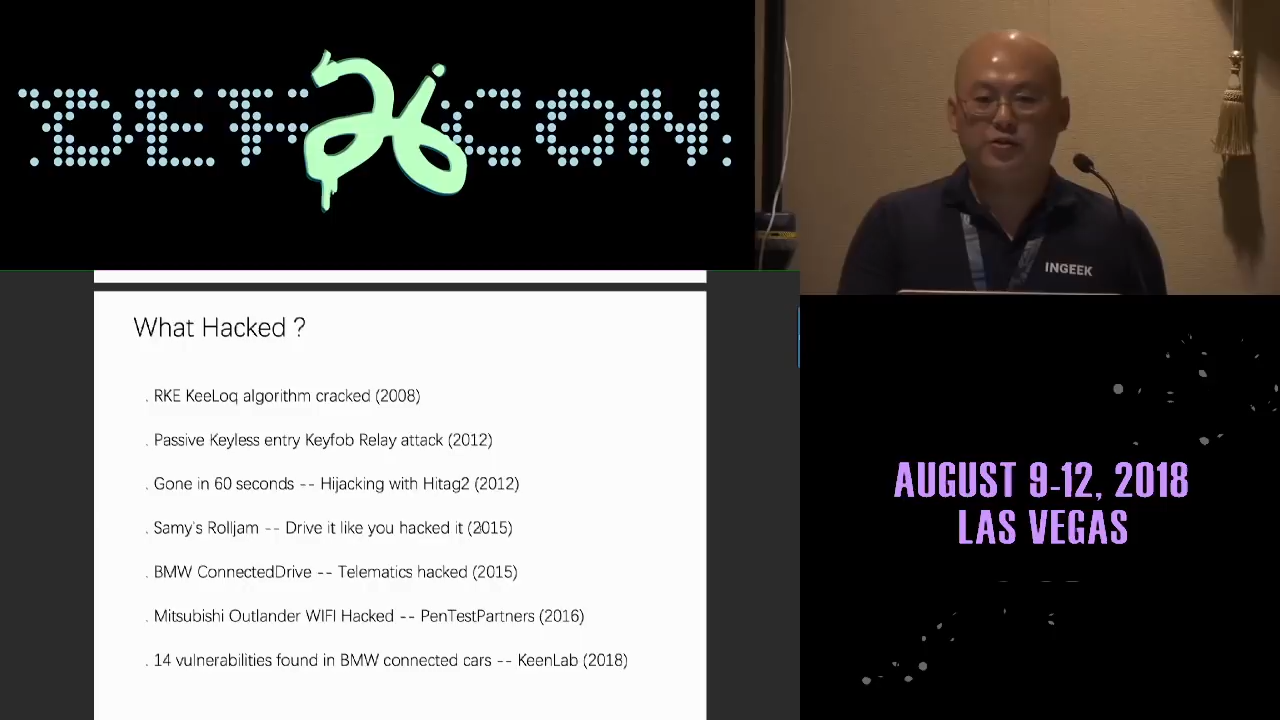 DEF 26 CON
INGEEK
What Hacked ?
. RKE KeeLoq algorithm cracked (2008)
. Passive Keyless entry Keyfob Relay attack (2012)
. Gone in 60 seconds -- Hijacking with Hitag2 (2012)
. Samy's Rolljam -- Drive it like you hacked it (2015)
. BMW ConnectedDrive -- Telematics hacked (2015)
. Mitsubishi Outlander WIFI Hacked -- PenTestPartners (2016)
. 14 vulnerabilities found in BMW connected cars -- KeenLab (2018)
AUGUST 9-12, 2018
LAS VEGAS